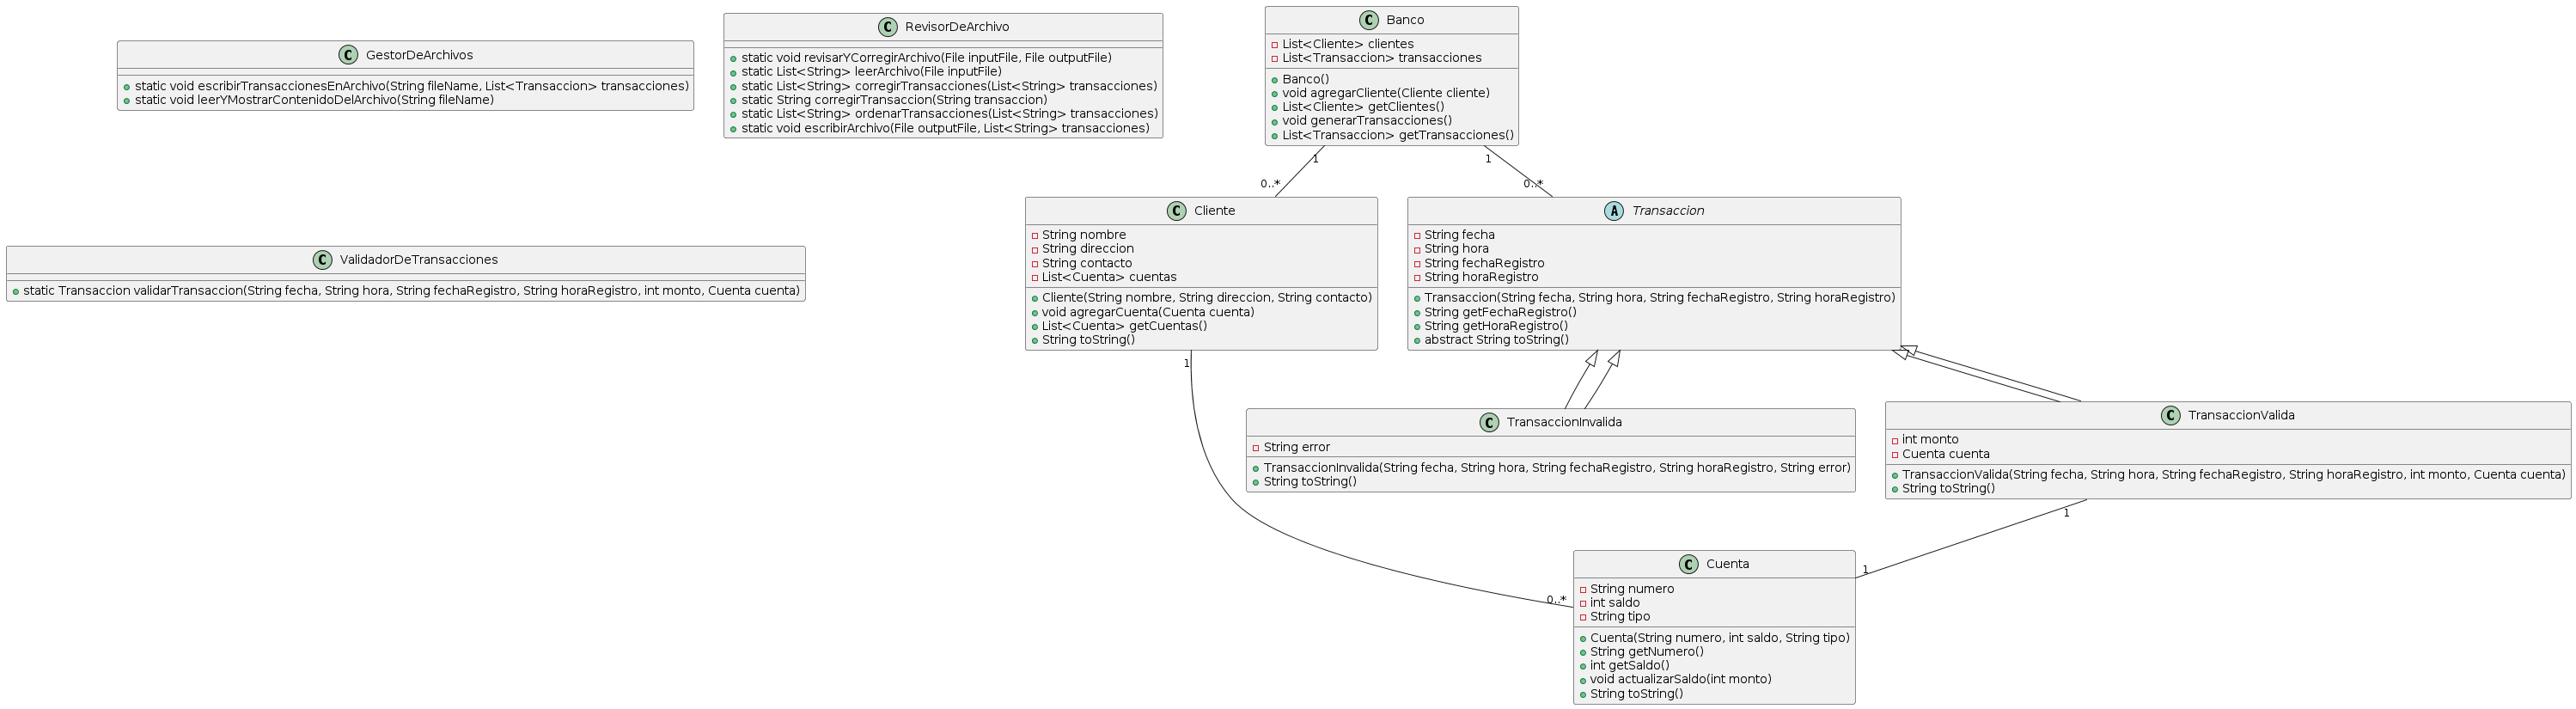 C GestorDeArchivos
static void escribirTransaccionesEnArchivo(String fileName, List<Transaccion> transacciones)
static void leerYMostrarContenidoDelArchivo(String fileName)
C RevisorDeArchivo
static void revisarYCorregirArchivo(File inputFile, File outputFile)
static List<String> leerArchivo(File inputFile)
static List<String> corregirTransacciones(List<String> transacciones)
static String corregirTransaccion(String transaccion)
static List<String> ordenarTransacciones(List<String> transacciones)
static void escribirArchivo(File outputFile, List<String> transacciones)
C Banco
List<Cliente> clientes
List<Transaccion> transacciones
Banco()
void agregarCliente(Cliente cliente)
List<Cliente> getClientes()
void generarTransacciones()
List<Transaccion> getTransacciones()
1
1
0..*
0..*
C ValidadorDeTransacciones
static Transaccion validarTransaccion(String fecha, String hora, String fechaRegistro, String horaRegistro, int monto, Cuenta cuenta)
C Cliente
String nombre
String direccion
String contacto
List<Cuenta> cuentas
Cliente(String nombre, String direccion, String contacto)
void agregarCuenta(Cuenta cuenta)
List<Cuenta> getCuentas()
String toString()
A Transaccion
String fecha
String hora
String fechaRegistro
String horaRegistro
Transaccion(String fecha, String hora, String fechaRegistro, String horaRegistro)
String getFechaRegistro()
String getHoraRegistro()
abstract String toString()
1
C TransaccionInvalida
String error
TransaccionInvalida(String fecha, String hora, String fechaRegistro, String horaRegistro, String error)
String toString()
C TransaccionValida
int monto
Cuenta cuenta
TransaccionValida(String fecha, String hora, String fechaRegistro, String horaRegistro, int monto, Cuenta cuenta)
String toString()
1
1
0..*
C Cuenta
String numero
int saldo
String tipo
Cuenta(String numero, int saldo, String tipo)
String getNumero()
int getSaldo()
void actualizarSaldo(int monto)
String toString()